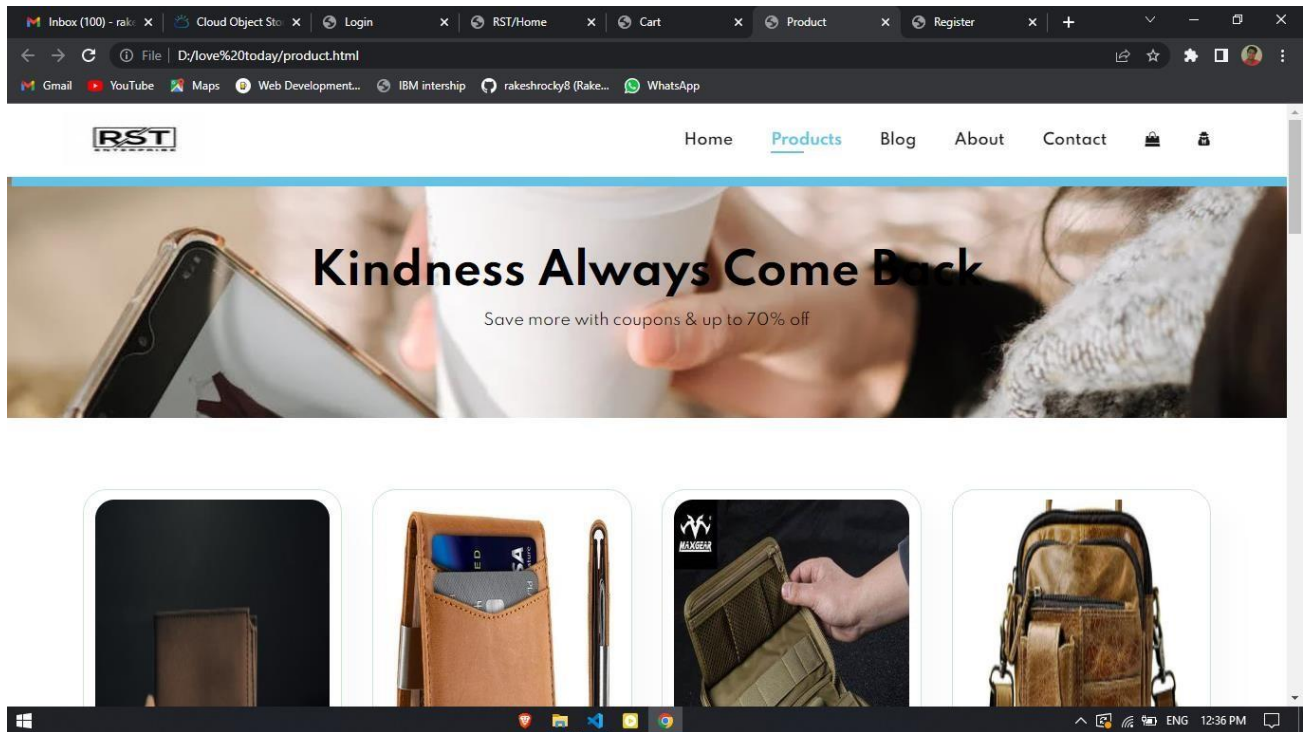 Inbox (100) - rake
Cloud Object Sto
Login
RST/Home
Cart
Product
Register
File
D:/love%20today/product.html
Gmail
YouTube
Maps
Web Development...
IBM intership
rakeshrocky8 (Rake...
WhatsApp
RST
ENTERPRISE
Home
Products
Blog
About
Contact
Kindness Always Come Back
Save more with coupons & up to 70% off
MAXGEAR
ENG
12:36 PM